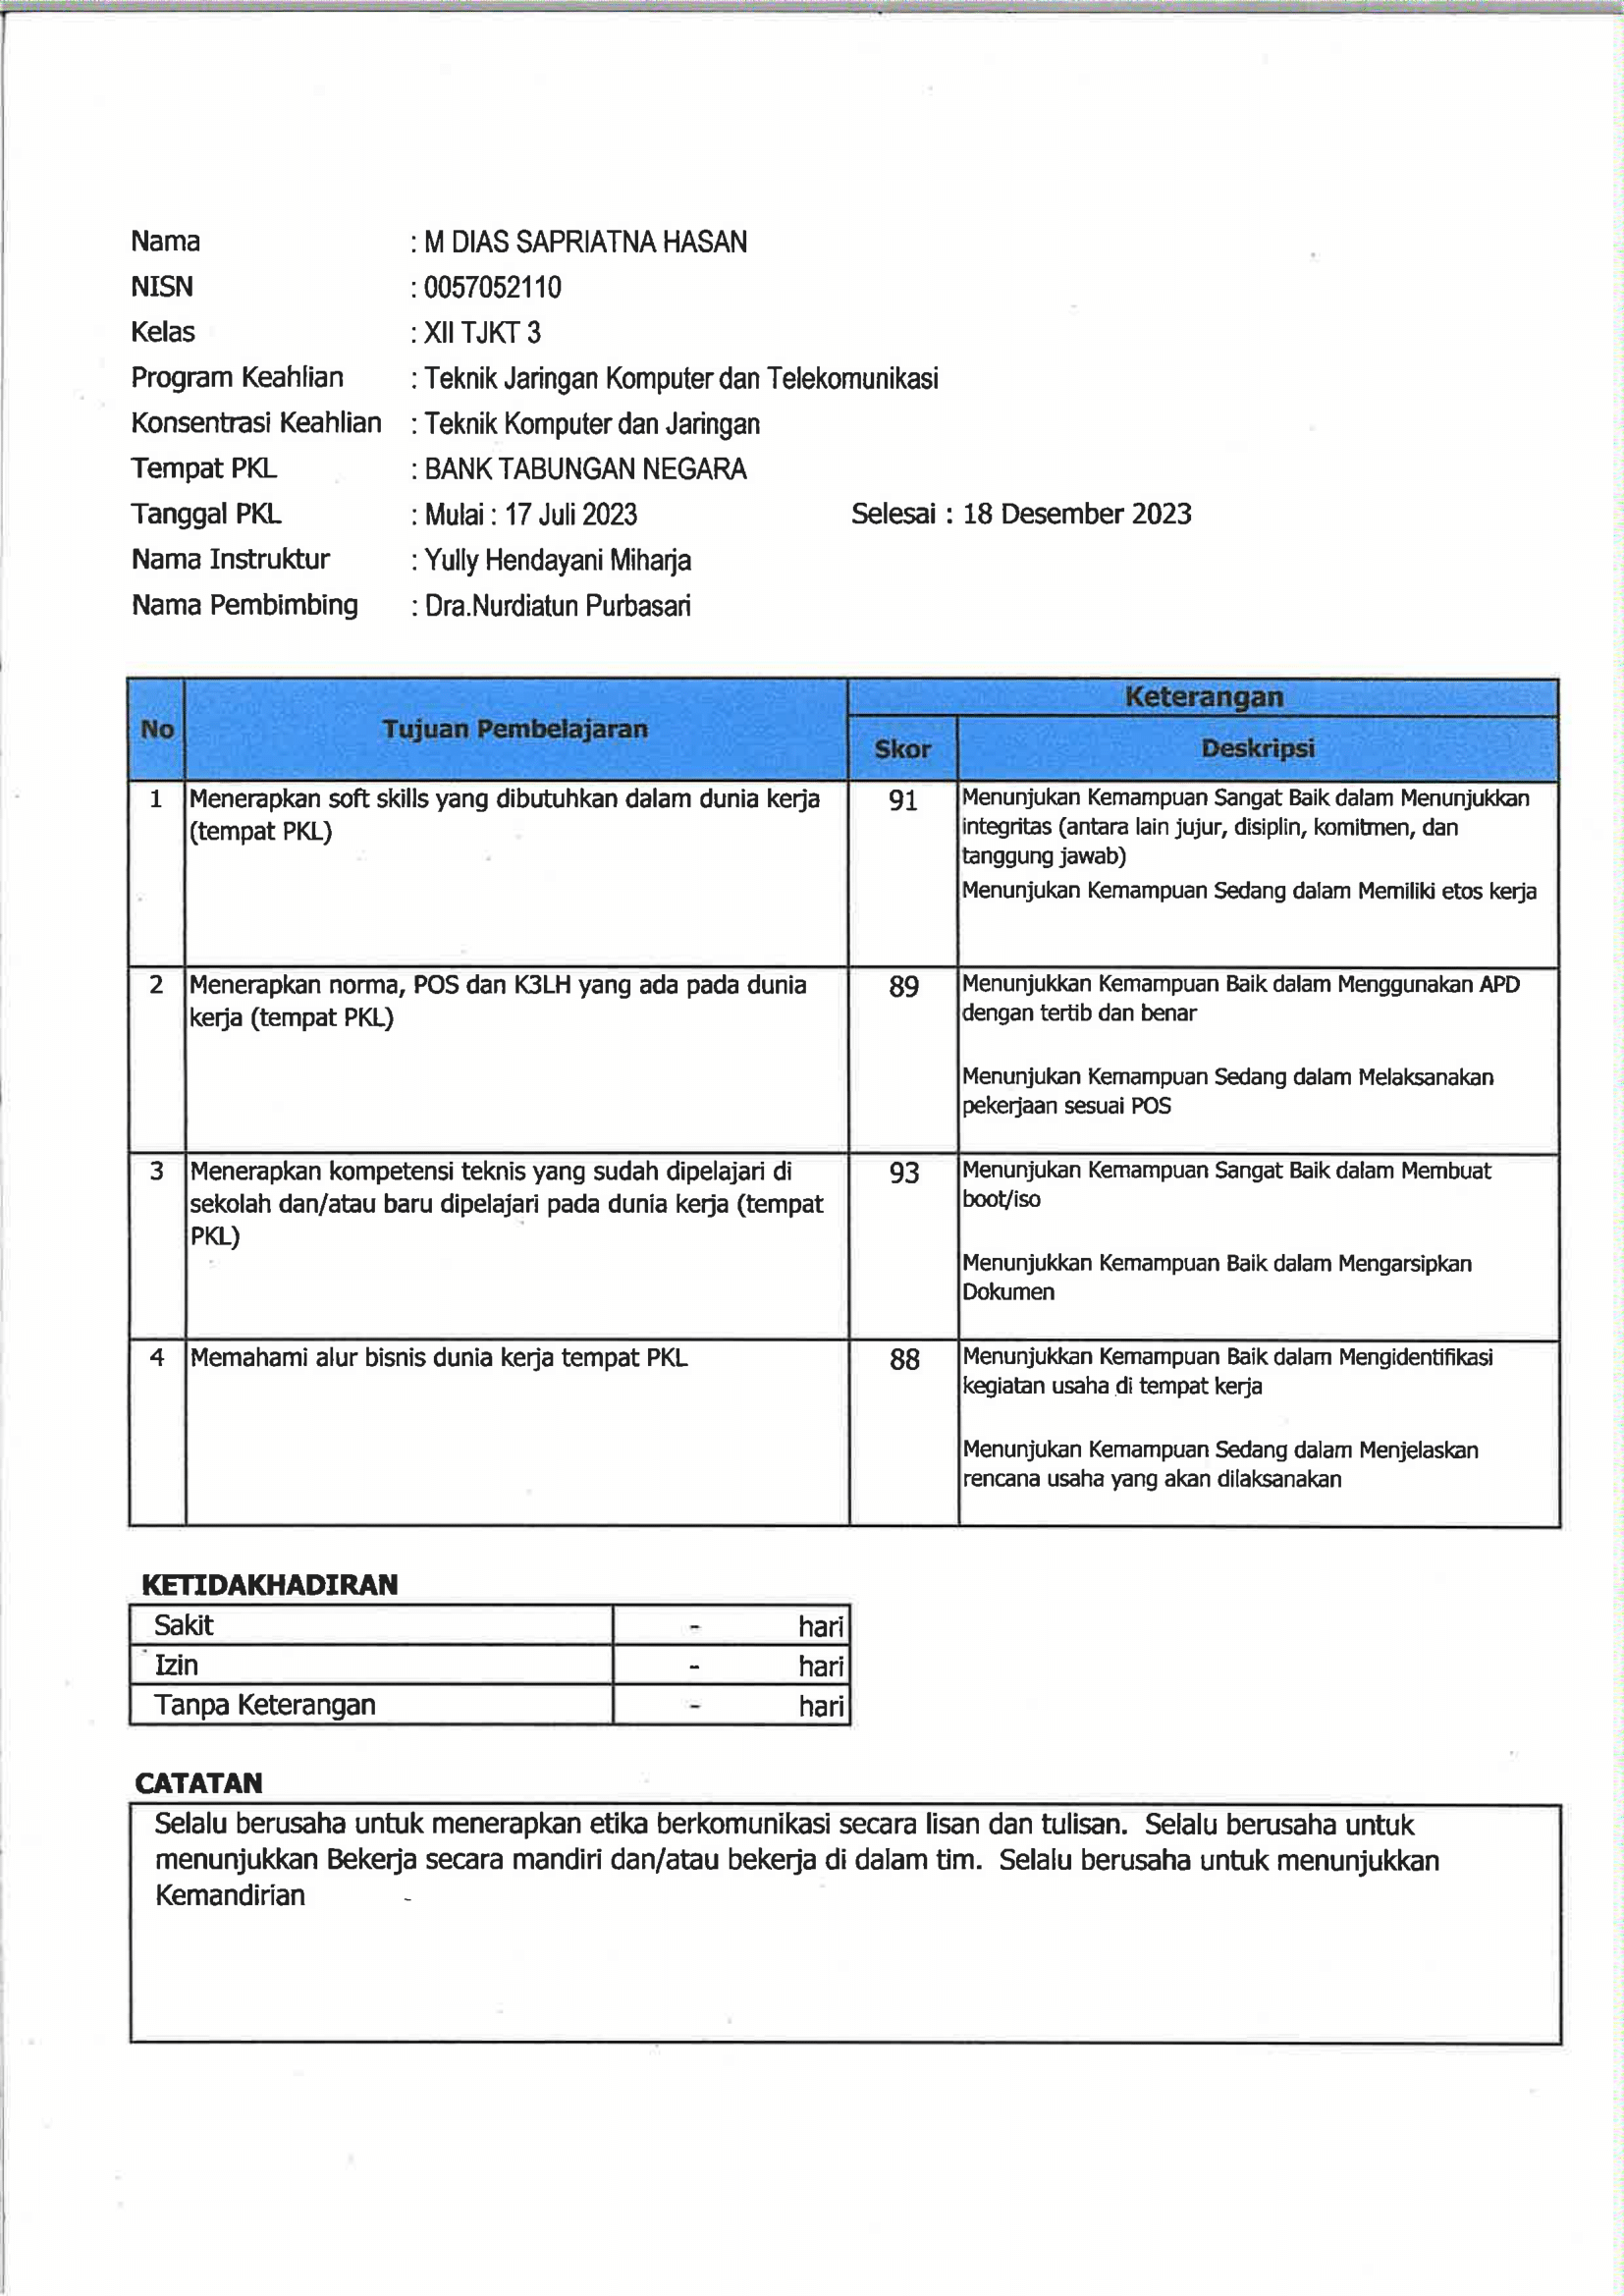 Nama : M DIAS SAPRIATNA HASAN
NISN : 0057052110
Kelas : XII TJKT 3
Program Keahlian : Teknik Jaringan Komputer dan Telekomunikasi
Konsentrasi Keahlian : Teknik Komputer dan Jaringan
Tempat PKL : BANK TABUNGAN NEGARA
Tanggal PKL : Mulai : 17 Juli 2023 Selesai : 18 Desember 2023
Nama Instruktur : Yully Hendayani Miharja
Nama Pembimbing : Dra.Nurdiatun Purbasari
No Tujuan Pembelajaran Keterangan
Skor Deskripsi
1 Menerapkan soft skills yang dibutuhkan dalam dunia kerja
(tempat PKL)
91
Menunjukan Kemampuan Sangat Baik dalam Menunjukkan
integritas (antara lain jujur, disiplin, komitmen, dan
tanggung jawab)
Menunjukan Kemampuan Sedang dalam Memiliki etos kerja
2 Menerapkan norma, POS dan K3LH yang ada pada dunia
kerja (tempat PKL)
89
Menunjukkan Kemampuan Baik dalam Menggunakan APD
dengan tertib dan benar
Menunjukan Kemampuan Sedang dalam Melaksanakan
pekerjaan sesuai POS
3 Menerapkan kompetensi teknis yang sudah dipelajari di
sekolah dan/atau baru dipelajari pada dunia kerja (tempat
PKL)
93
Menunjukan Kemampuan Sangat Baik dalam Membuat
boot/iso
Menunjukkan Kemampuan Baik dalam Mengarsipkan
Dokumen
4 Memahami alur bisnis dunia kerja tempat PKL
88
Menunjukkan Kemampuan Baik dalam Mengidentifikasi
kegiatan usaha di tempat kerja
Menunjukan Kemampuan Sedang dalam Menjelaskan
rencana usaha yang akan dilaksanakan
KETIDAKHADIRAN
Sakit - hari
Izin - hari
Tanpa Keterangan - hari
CATATAN
Selalu berusaha untuk menerapkan etika berkomunikasi secara lisan dan tulisan. Selalu berusaha untuk
menunjukkan Bekerja secara mandiri dan/atau bekerja di dalam tim. Selalu berusaha untuk menunjukkan
Kemandirian